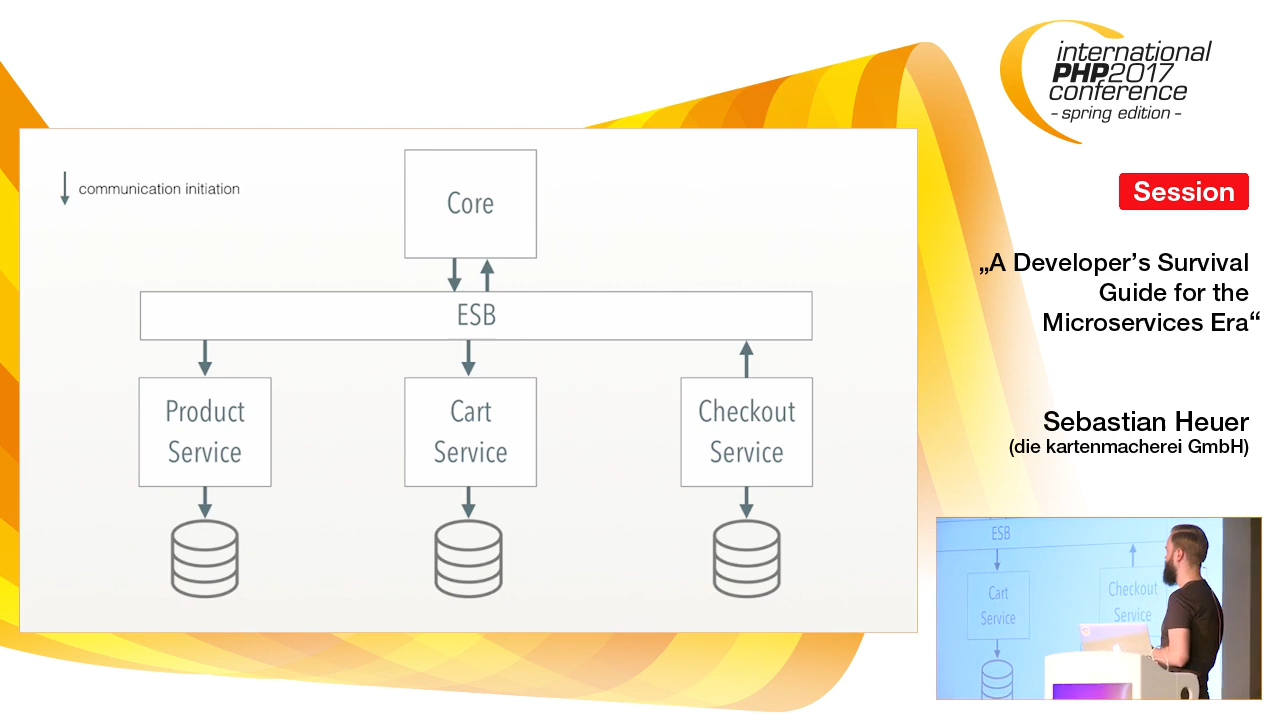 international
PHP2017
conference
- spring edition -
Session
„A Developer's Survival
Guide for the
Microservices Era“
Sebastian Heuer
(die kartenmacherei GmbH)
communication initiation
Core
ESB
Product
Service
Cart
Service
Checkout
Service
ESB
Cart
Service
Checkout
Service